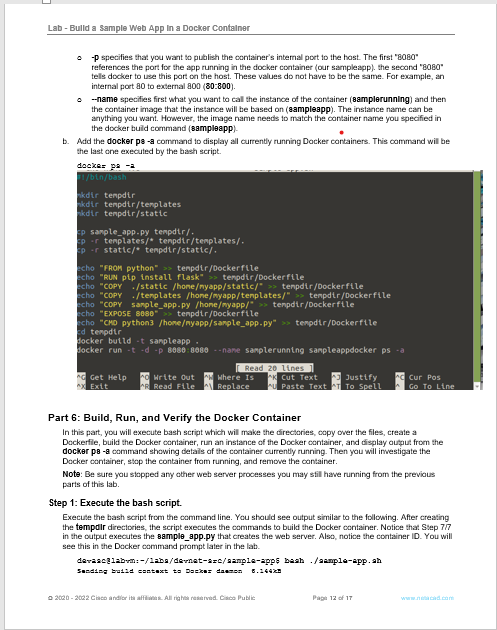 Lab - Build a Sample Web App in a Docker Container
o -p specifies that you want to publish the container's internal port to the host. The first "8080"
references the port for the app running in the docker container (our sampleapp). the second "8080"
tells docker to use this port on the host. These values do not have to be the same. For example, an
internal port 80 to external 800 (80:800).
o --name specifies first what you want to call the instance of the container (samplerunning) and then
the container image that the instance will be based on (sampleapp). The instance name can be
anything you want. However, the image name needs to match the container name you specified in
the docker build command (sampleapp).
b. Add the docker ps -a command to display all currently running Docker containers. This command will be
the last one executed by the bash script.
docker ps -a
#!/bin/bash
mkdir tempdir
mkdir tempdir/templates
mkdir tempdir/static
cp sample_app.py tempdir/.
cp -r templates/* tempdir/templates/.
cp -r static/* tempdir/static/.
echo "FROM python" >> tempdir/Dockerfile
echo "RUN pip install flask" >> tempdir/Dockerfile
echo "COPY ./static /home/myapp/static/" >> tempdir/Dockerfile
echo "COPY ./templates /home/myapp/templates/" >> tempdir/Dockerfile
echo "COPY sample_app.py /home/myapp/" >> tempdir/Dockerfile
echo "EXPOSE 8080" >> tempdir/Dockerfile
echo "CMD python3 /home/myapp/sample_app.py" >> tempdir/Dockerfile
cd tempdir
docker build -t sampleapp .
docker run -t -d -p 8080:8080 --name samplerunning sampleappdocker ps -a
[ Read 20 lines ]
^G Get Help ^O Write Out ^W Where Is ^K Cut Text ^J Justify ^C Cur Pos
^X Exit ^R Read File ^\ Replace ^U Paste Text ^T To Spell ^_ Go To Line
Part 6: Build, Run, and Verify the Docker Container
In this part, you will execute bash script which will make the directories, copy over the files, create a
Dockerfile, build the Docker container, run an instance of the Docker container, and display output from the
docker ps -a command showing details of the container currently running. Then you will investigate the
Docker container, stop the container from running, and remove the container.
Note: Be sure you stopped any other web server processes you may still have running from the previous
parts of this lab.
Step 1: Execute the bash script.
Execute the bash script from the command line. You should see output similar to the following. After creating
the tempdir directories, the script executes the commands to build the Docker container. Notice that Step 7/7
in the output executes the sample_app.py that creates the web server. Also, notice the container ID. You will
see this in the Docker command prompt later in the lab.
devasc@labvm:~/labs/devnet-src/sample-app$ bash ./sample-app.sh
Sending build context to Docker daemon 6.144kB
© 2020 - 2022 Cisco and/or its affiliates. All rights reserved. Cisco Public Page 12 of 17 www.netacad.com